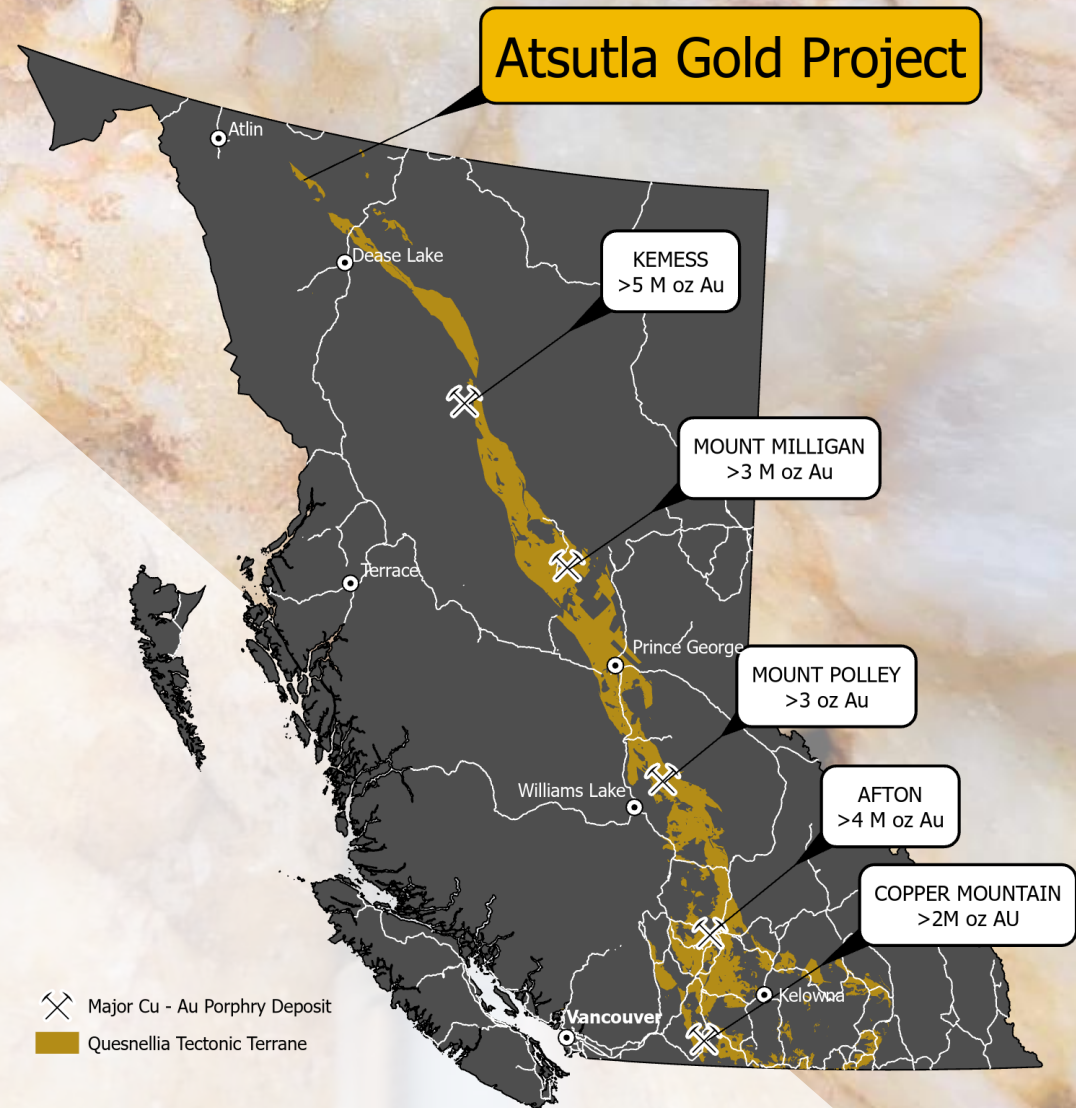 Atsutla Gold Project
Atlin
Dease Lake
KEMESS
>5 M oz Au
MOUNT MILLIGAN
>3 M oz Au
Terrace
Prince George
MOUNT POLLEY
>3 oz Au
Williams Lake
AFTON
>4 M oz Au
COPPER MOUNTAIN
>2M oz AU
Kelowna
Vancouver
Major Cu - Au Porphry Deposit
Quesnellia Tectonic Terrane